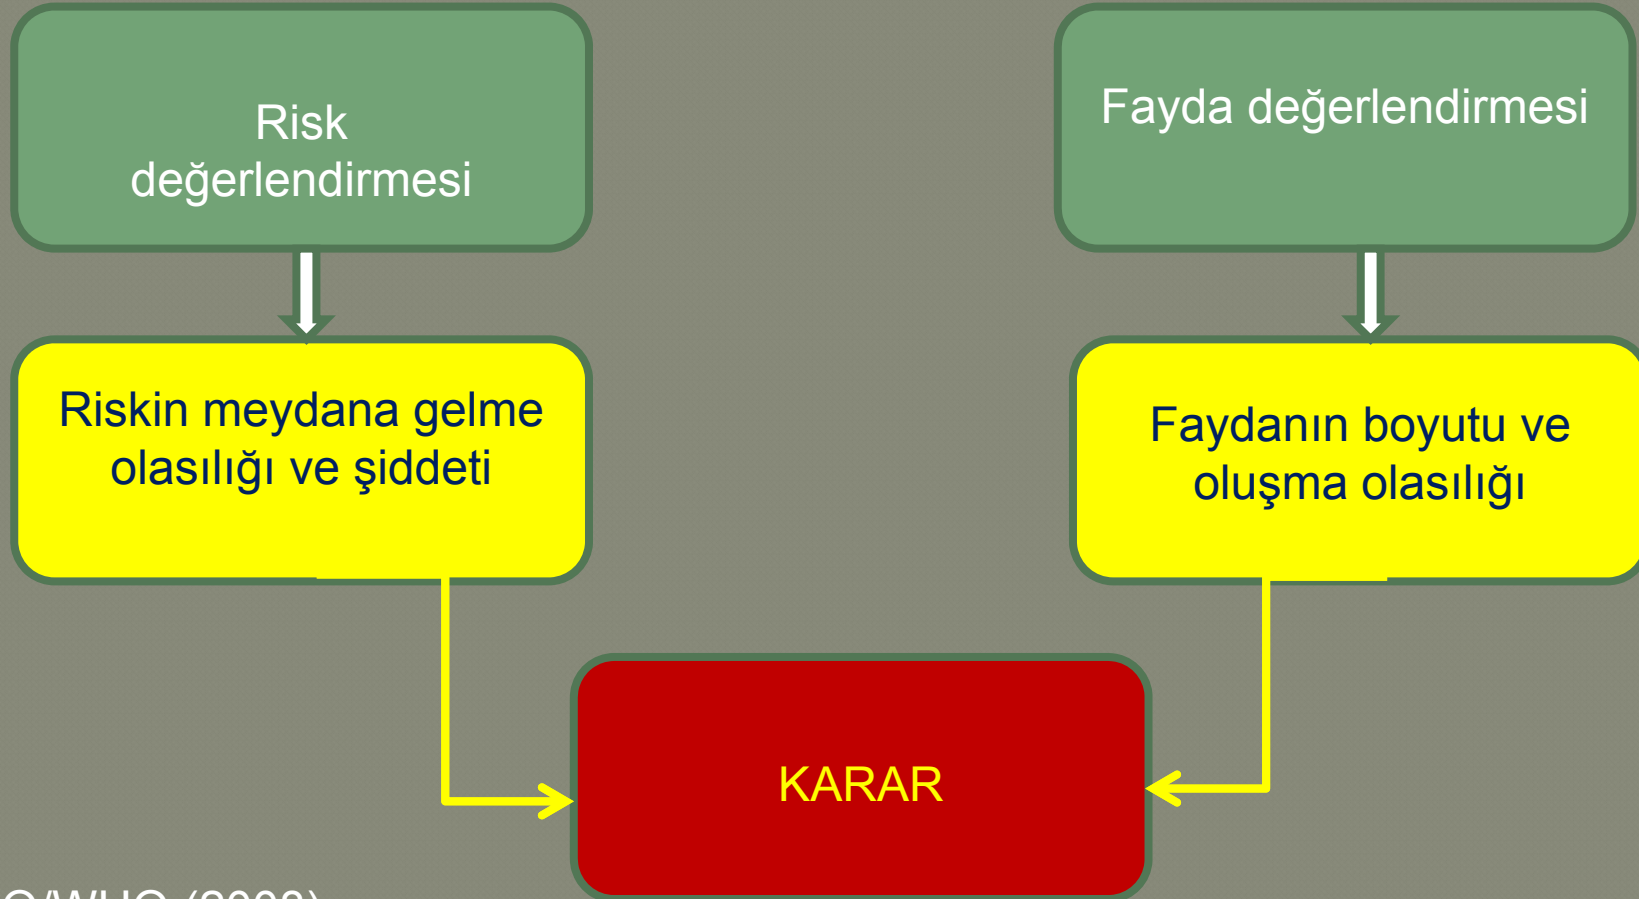 Risk
değerlendirmesi
Fayda değerlendirmesi
Riskin meydana gelme
olasılığı ve şiddeti
Faydanın boyutu ve
oluşma olasılığı
KARAR